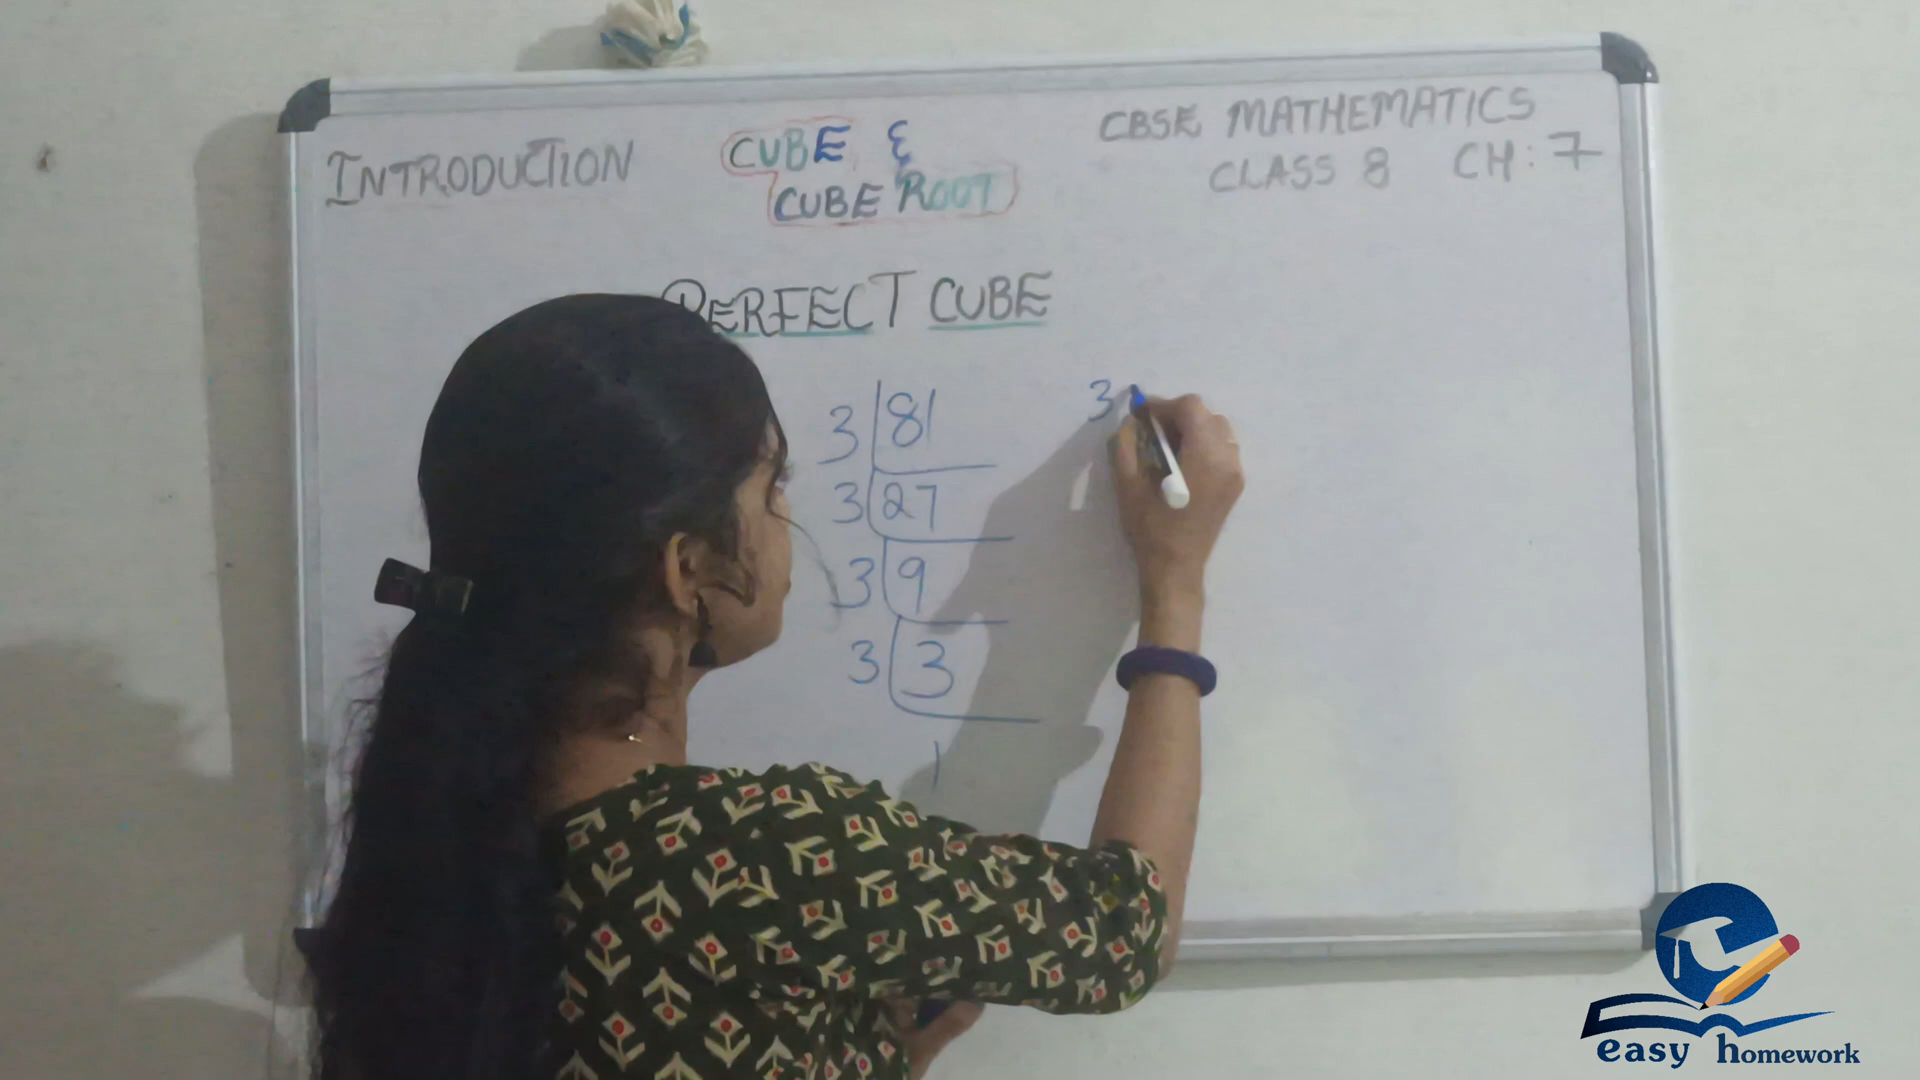 INTRODUCTION
CUBE &
CUBE ROOT
CBSE MATHEMATICS
CLASS 8 CH: 7
PERFECT CUBE
3 81
3 27
3 9
3 3
1
3
easy homework